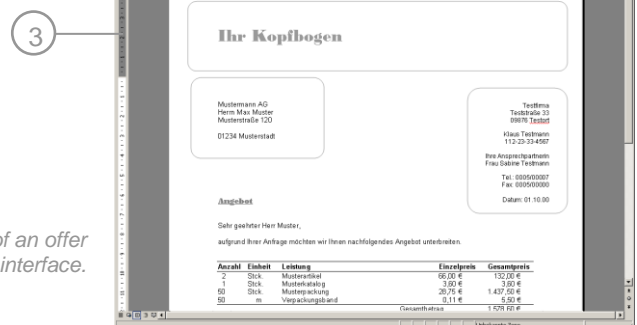 3
Ihr Kopfbogen
Mustermann AG
Herrn Max Muster
Musterstraße 120
01234 Musterstadt
Testfirma
Teststraße 33
09876 Testort
Klaus Testmann
112-23-33-4567
Ihre Ansprechpartnerin
Frau Sabine Testmann
Tel.: 0005/00007
Fax: 0005/00000
Datum: 01.10.00
Angebot
Sehr geehrter Herr Muster,
aufgrund Ihrer Anfrage möchten wir Ihnen nachfolgendes Angebot unterbreiten.
of an offer
interface.
Anzahl Einheit Leistung Einzelpreis Gesamtpreis
2 Stck. Musterartikel 66,00 € 132,00 €
1 Stck. Musterkatalog 3,60 € 3,60 €
50 Stck. Musterpackung 28,75 € 1.437,50 €
50 m Verpackungsband 0,11 € 5,50 €
Gesamtbetrag 1.578,60 €